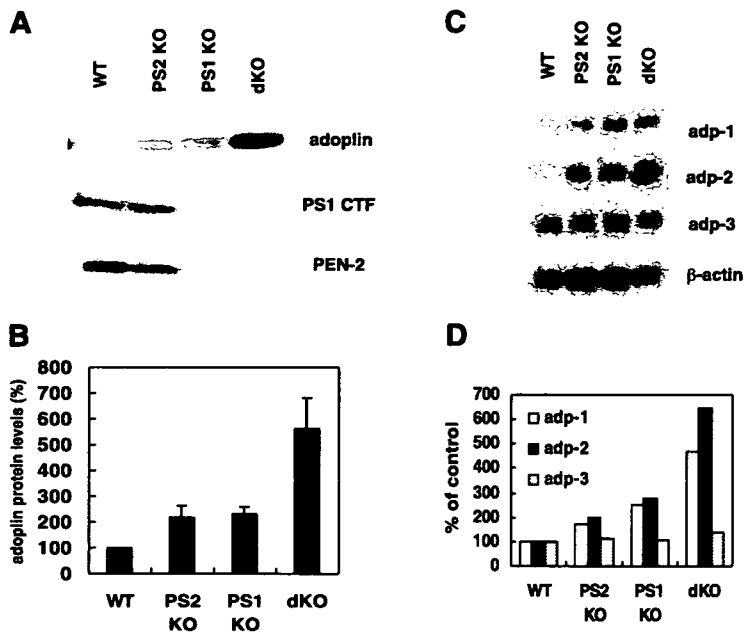 A
WT
PS2 KO
PS1 KO
dKO
adoplin
PS1 CTF
PEN-2
B
adoplin protein levels (%)
800
700
600
500
400
300
200
100
0
WT
PS2 KO
PS1 KO
dKO
C
WT
PS2 KO
PS1 KO
dKO
adp-1
adp-2
adp-3
β-actin
D
% of control
700
600
500
400
300
200
100
0
adp-1
adp-2
adp-3
WT
PS2 KO
PS1 KO
dKO